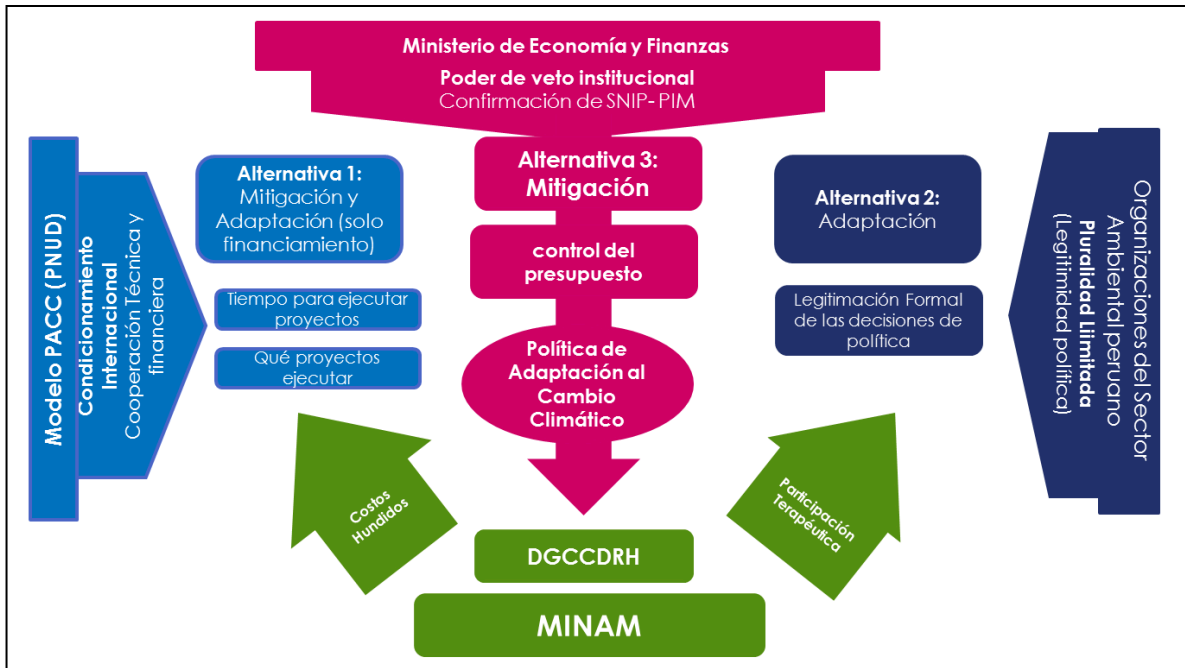 Ministerio de Economía y Finanzas
Poder de veto institucional
Confirmación de SNIP- PIM
Modelo PACC (PNUD)
Condicionamiento
Internacional
Cooperación Técnica y
financiera
Alternativa 1:
Mitigación y
Adaptación (solo
financiamiento)
Tiempo para ejecutar
proyectos
Qué proyectos
ejecutar
Alternativa 3:
Mitigación
control del
presupuesto
Política de
Adaptación al
Cambio
Climático
Alternativa 2:
Adaptación
Legitimación Formal
de las decisiones de
política
Organizaciones del Sector
Ambiental peruano
Pluralidad Liimitada
(Legitimidad política)
Costos
Hundidos
Participación
Terapéutica
DGCCDRH
MINAM